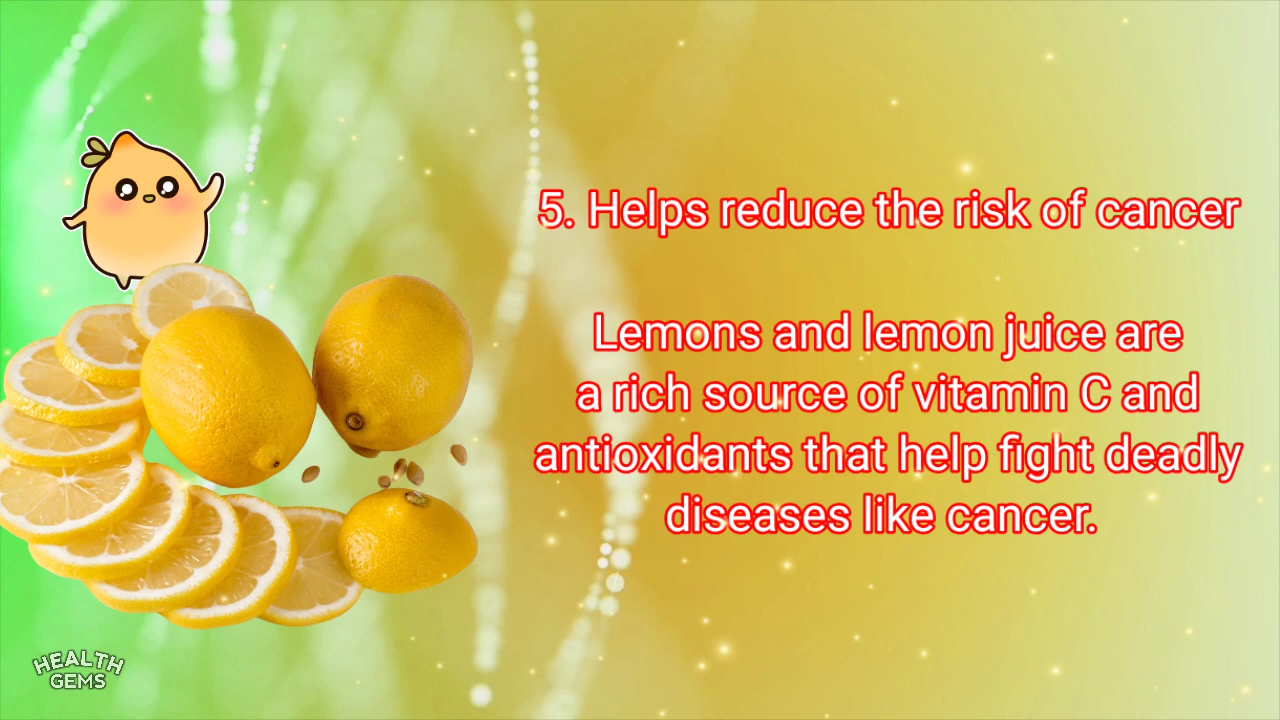 5. Helps reduce the risk of cancer
Lemons and lemon juice are
a rich source of vitamin C and
antioxidants that help fight deadly
diseases like cancer.
HEALTH
GEMS